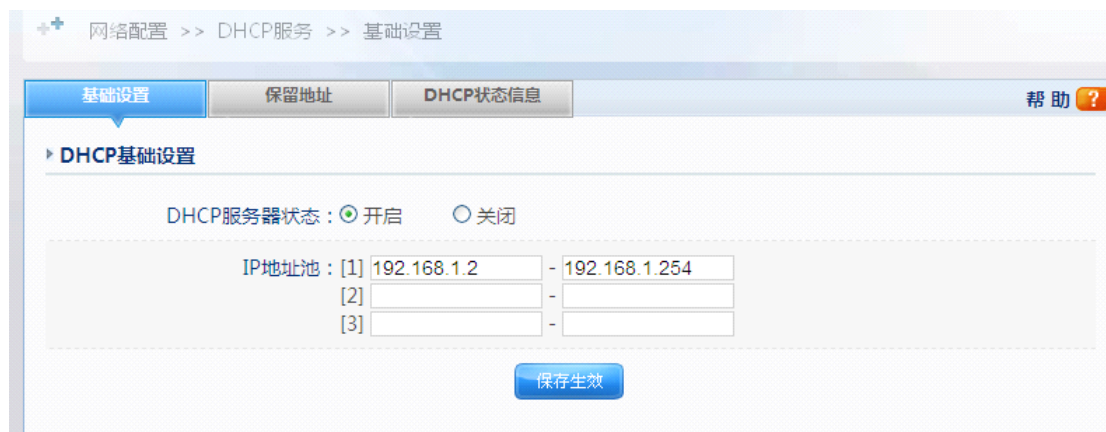 网络配置 >> DHCP服务 >> 基础设置
基础设置 保留地址 DHCP状态信息 帮助 ?
DHCP基础设置
DHCP服务器状态：开启 关闭
IP地址池：[1] 192.168.1.2 - 192.168.1.254
[2] -
[3] -
保存生效